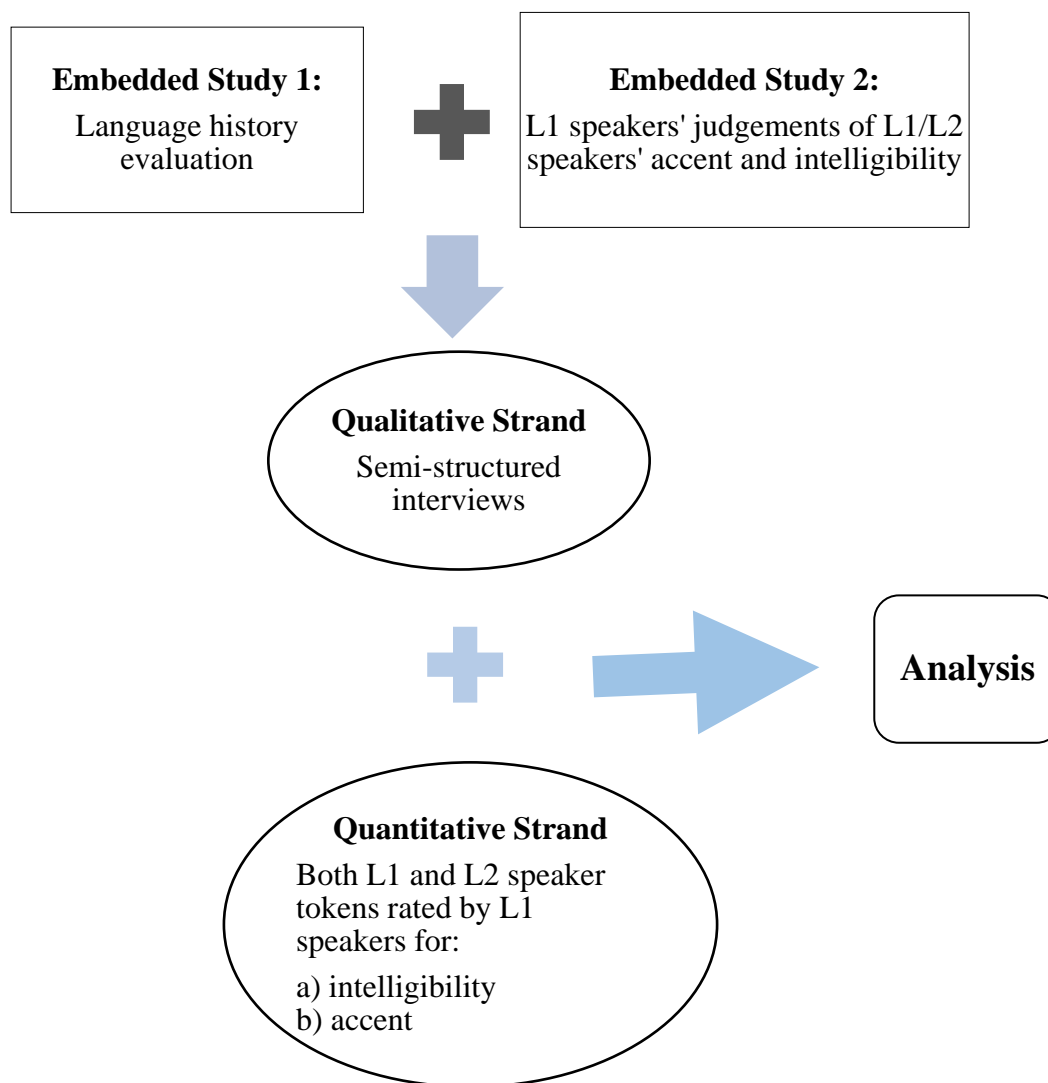 Embedded Study 1:
Language history
evaluation
Embedded Study 2:
L1 speakers' judgements of L1/L2
speakers' accent and intelligibility
Qualitative Strand
Semi-structured
interviews
Analysis
Quantitative Strand
Both L1 and L2 speaker
tokens rated by L1
speakers for:
a) intelligibility
b) accent